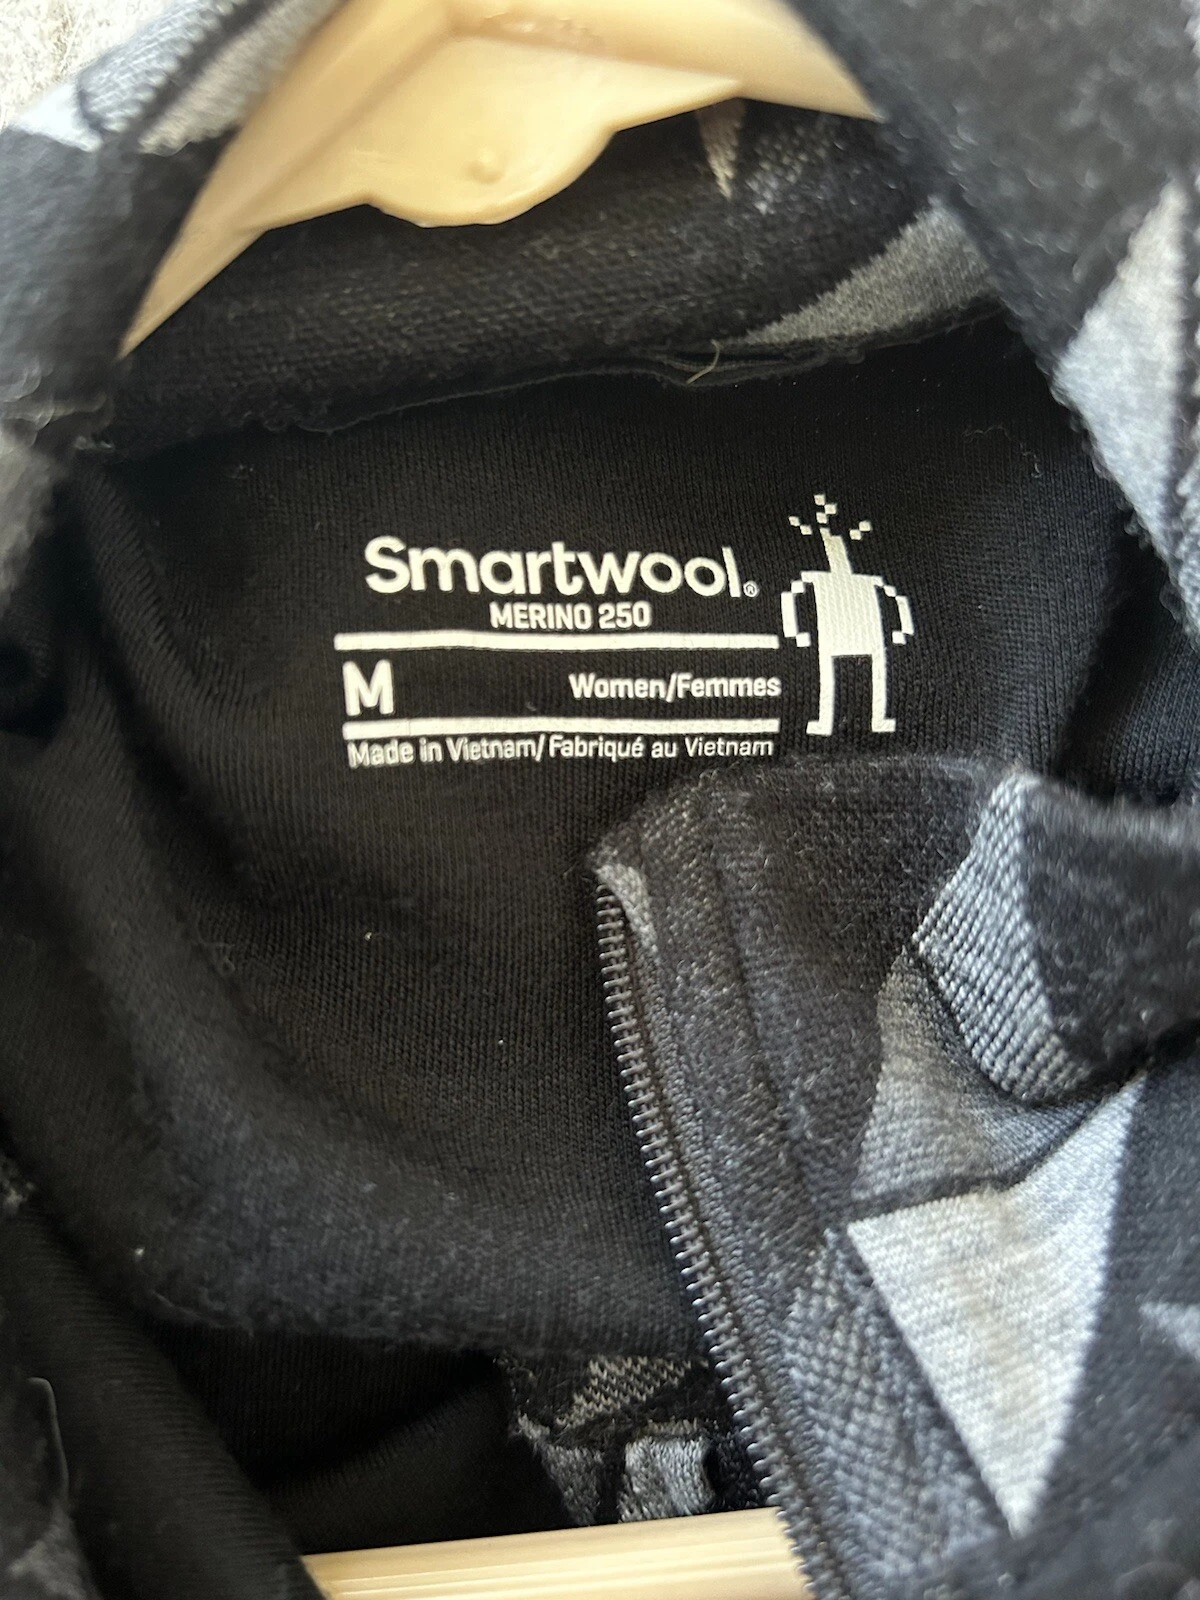 Smartwool®
MERINO 250
M Women/Femmes
Made in Vietnam/Fabriqué au Vietnam